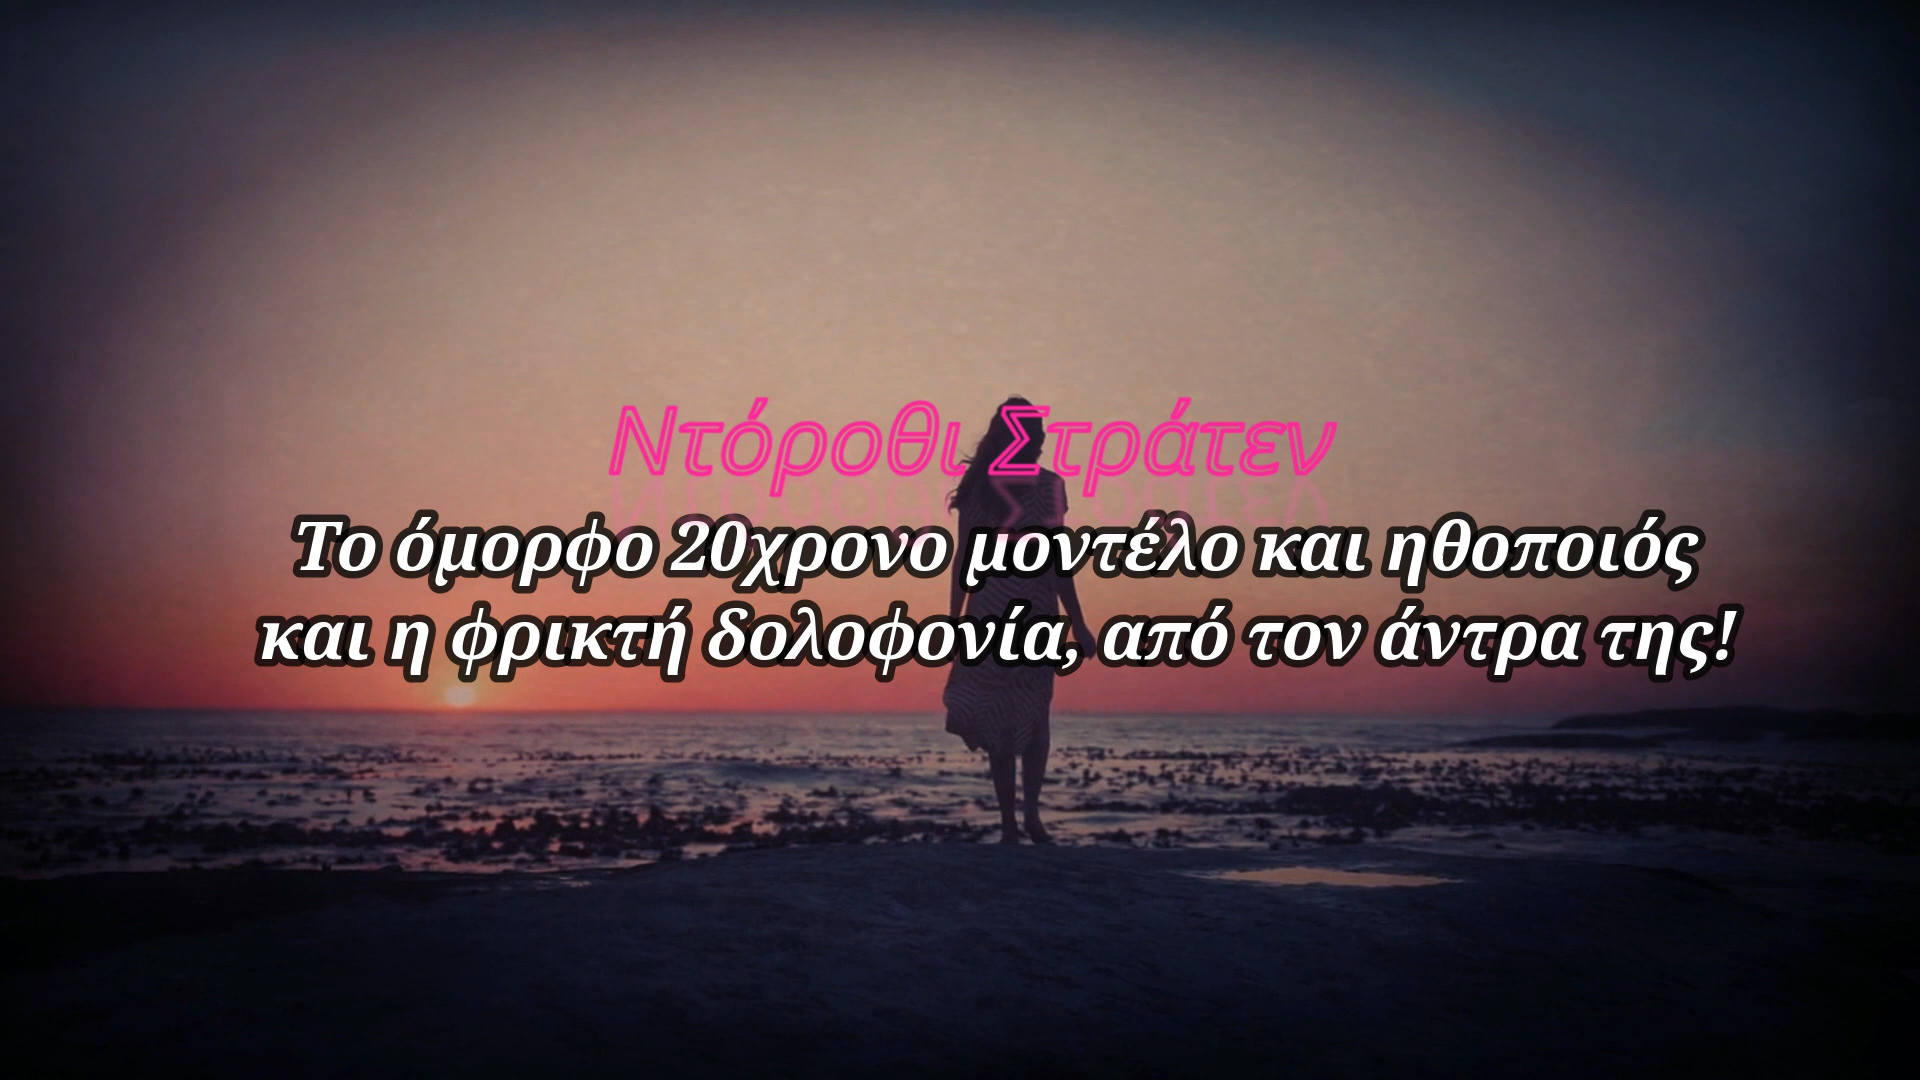 Ντόροθι Στράτεν
Το όμορφο 20χρονο μοντέλο και ηθοποιός
και η φρικτή δολοφονία, από τον άντρα της!